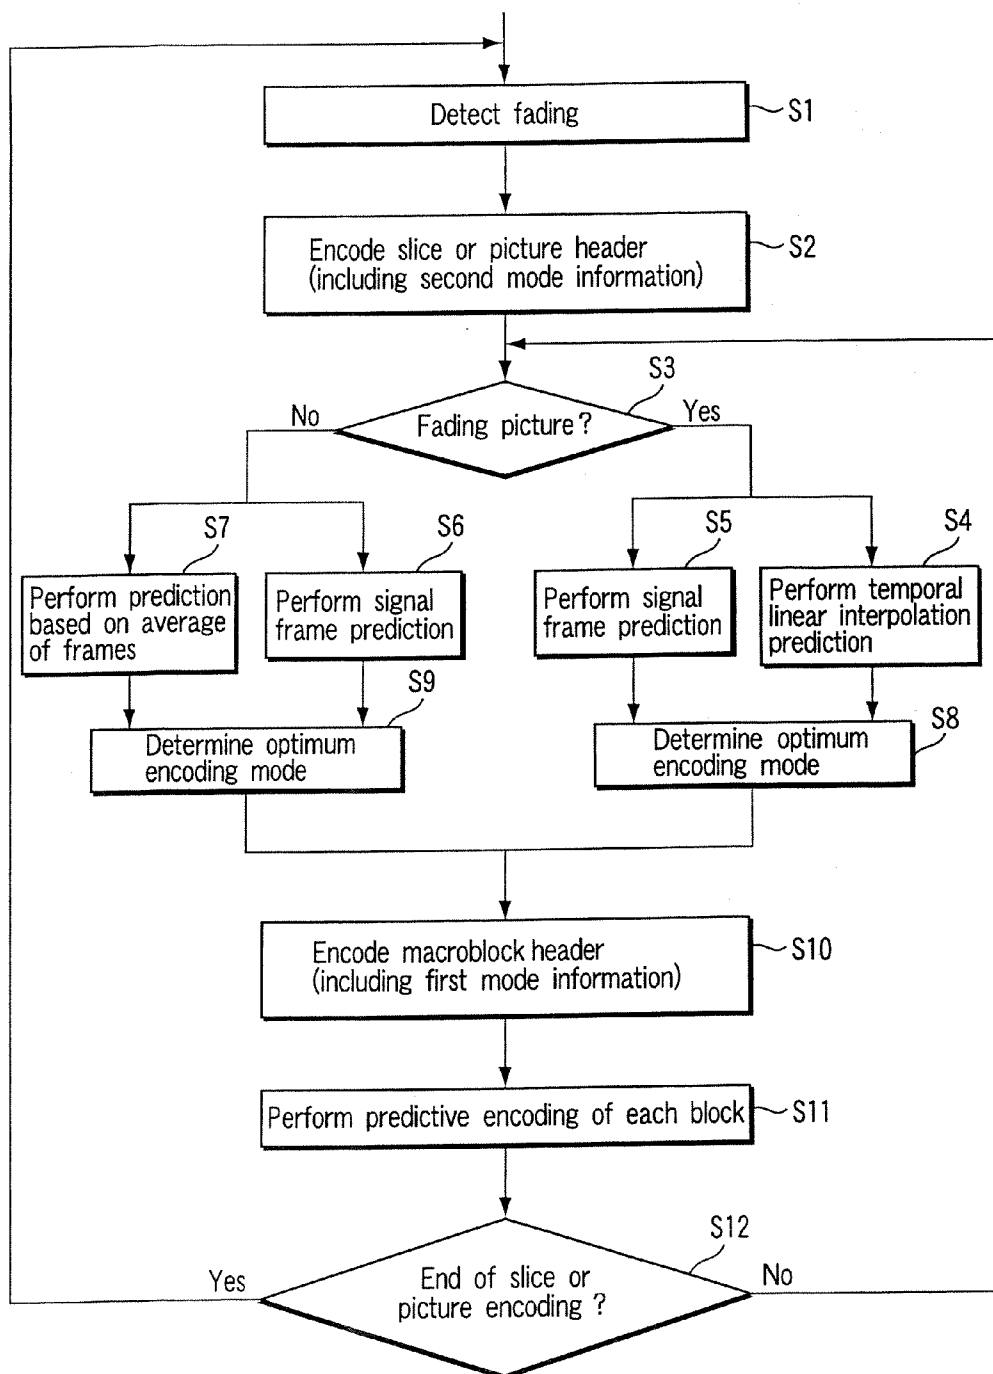 Detect fading
S1
Encode slice or picture header
(including second mode information)
S2
S3
Fading picture ?
No
Yes
S7
S6
S5
S4
Perform prediction
based on average
of frames
Perform signal
frame prediction
Perform signal
frame prediction
Perform temporal
linear interpolation
prediction
S9
Determine optimum
encoding mode
S8
Determine optimum
encoding mode
Encode macroblock header
(including first mode information)
S10
Perform predictive encoding of each block
S11
S12
Yes
End of slice or
picture encoding ?
No